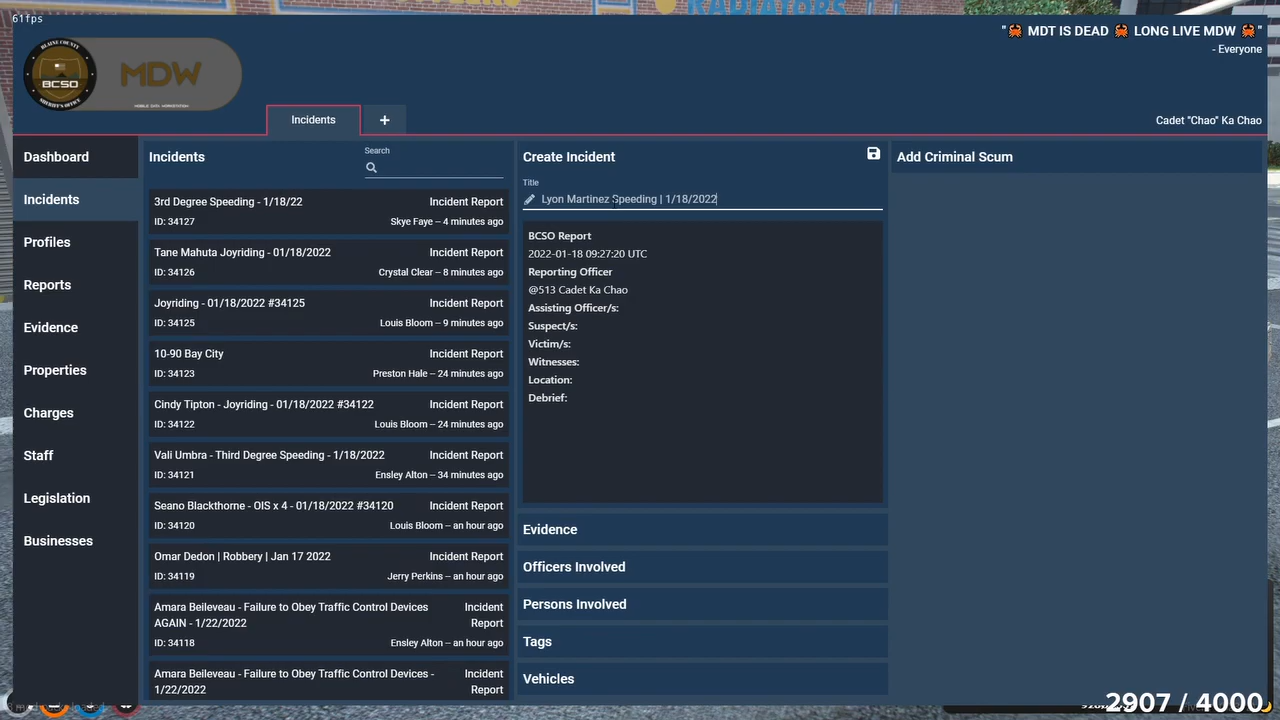 61fps
RADIATORS
" MDT IS DEAD LONG LIVE MDW "
- Everyone
BLAINE COUNTY
BCSO
SHERIFF'S OFFICE
MDW
MOBILE DATA WORKSTATION
Incidents
+
Cadet "Chao" Ka Chao
Dashboard
Incidents
Profiles
Reports
Evidence
Properties
Charges
Staff
Legislation
Businesses
Incidents
Search
3rd Degree Speeding - 1/18/22 Incident Report
ID: 34127 Skye Faye – 4 minutes ago
Tane Mahuta Joyriding - 01/18/2022 Incident Report
ID: 34126 Crystal Clear – 8 minutes ago
Joyriding - 01/18/2022 #34125 Incident Report
ID: 34125 Louis Bloom – 9 minutes ago
10-90 Bay City Incident Report
ID: 34123 Preston Hale – 24 minutes ago
Cindy Tipton - Joyriding - 01/18/2022 #34122 Incident Report
ID: 34122 Louis Bloom – 24 minutes ago
Vali Umbra - Third Degree Speeding - 1/18/2022 Incident Report
ID: 34121 Ensley Alton – 34 minutes ago
Seano Blackthorne - OIS x 4 - 01/18/2022 #34120 Incident Report
ID: 34120 Louis Bloom – an hour ago
Omar Dedon | Robbery | Jan 17 2022 Incident Report
ID: 34119 Jerry Perkins – an hour ago
Amara Beileveau - Failure to Obey Traffic Control Devices Incident
AGAIN - 1/22/2022 Report
ID: 34118 Ensley Alton – an hour ago
Amara Beileveau - Failure to Obey Traffic Control Devices - Incident
1/22/2022 Report
Create Incident
Title
Lyon Martinez Speeding | 1/18/2022
BCSO Report
2022-01-18 09:27:20 UTC
Reporting Officer
@513 Cadet Ka Chao
Assisting Officer/s:
Suspect/s:
Victim/s:
Witnesses:
Location:
Debrief:
Evidence
Officers Involved
Persons Involved
Tags
Vehicles
Add Criminal Scum
2907 / 4000